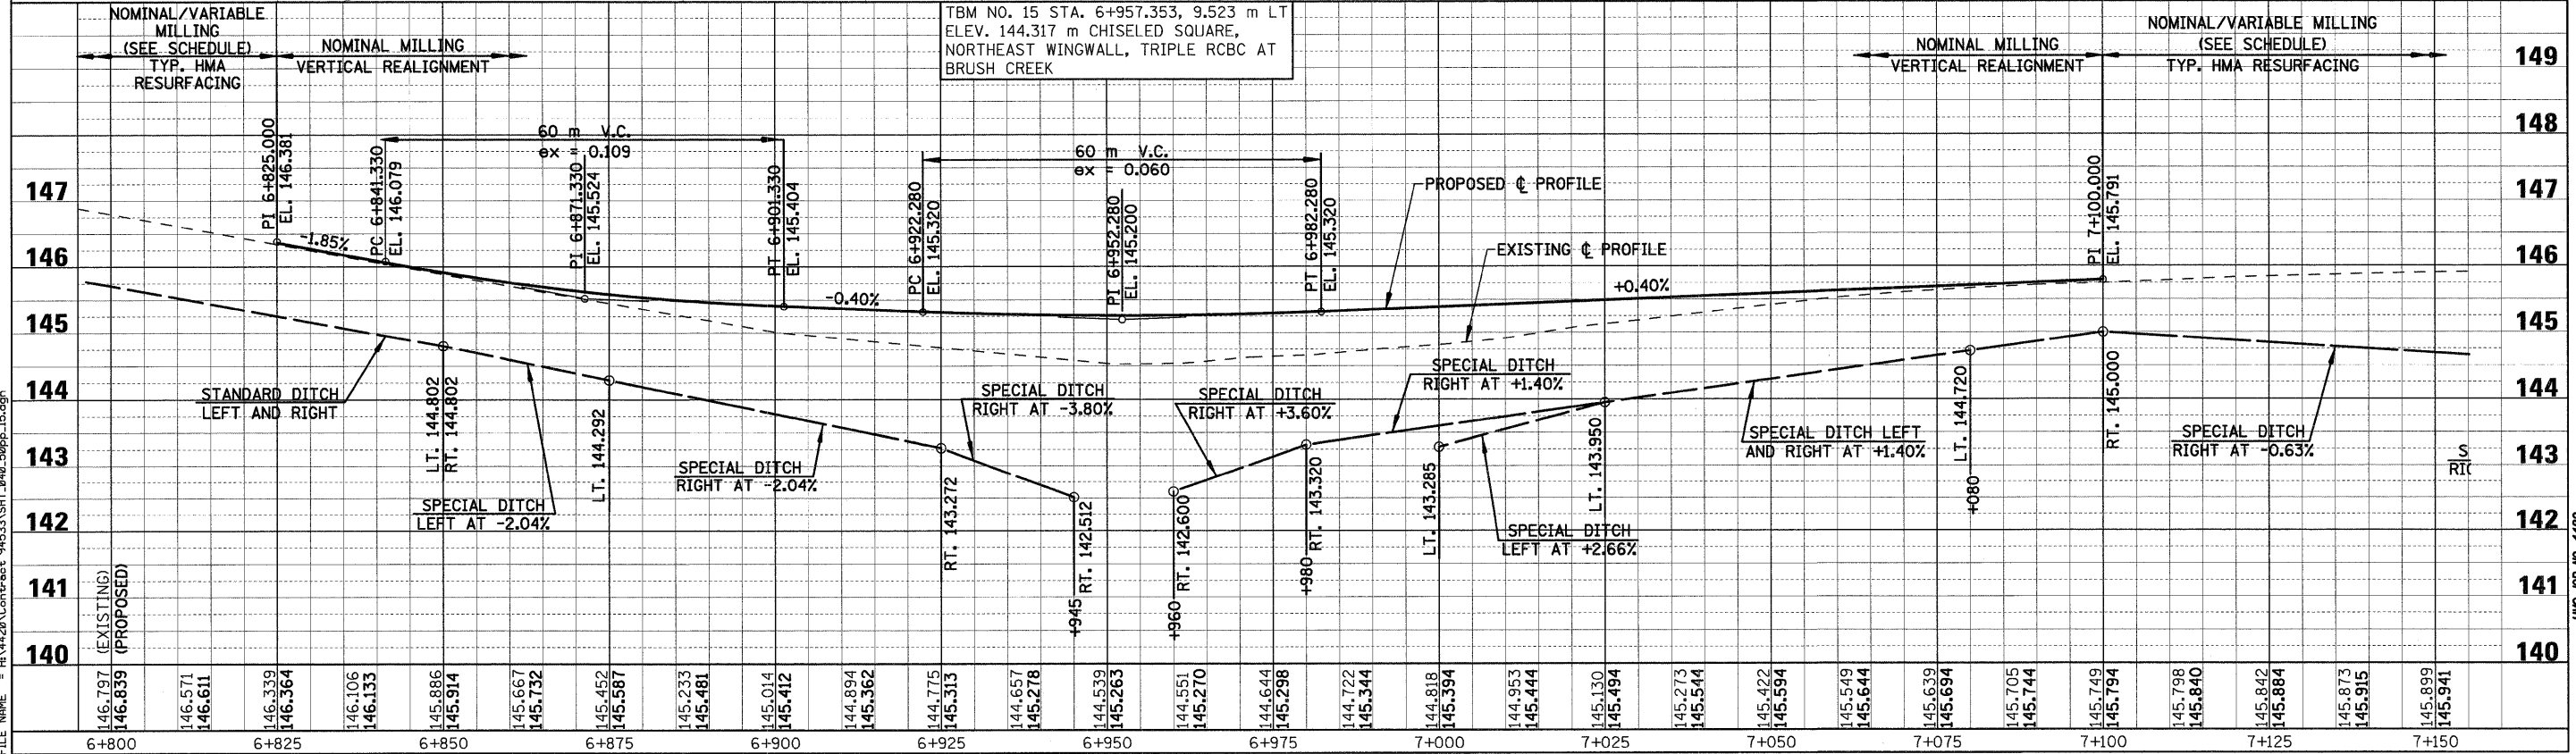 NOMINAL/VARIABLE
MILLING
(SEE SCHEDULE)
TYP. HMA
RESURFACING
NOMINAL MILLING
VERTICAL REALIGNMENT
TBM NO. 15 STA. 6+957.353, 9.523 m LT
ELEV. 144.317 m CHISELED SQUARE,
NORTHEAST WINGWALL, TRIPLE RCBC AT
BRUSH CREEK
NOMINAL MILLING
VERTICAL REALIGNMENT
NOMINAL/VARIABLE MILLING
(SEE SCHEDULE)
TYP. HMA RESURFACING
149
148
147
146
145
144
143
142
141
140
147
146
145
144
143
142
141
140
PI 6+825.000
EL. 146.381
-1.85%
PC 6+841.330
EL. 146.079
60 m V.C.
ex = 0.109
PI 6+871.330
EL. 145.524
PT 6+901.330
EL. 145.404
-0.40%
PC 6+922.280
EL. 145.320
60 m V.C.
ex = 0.060
PI 6+952.280
EL. 145.200
PT 6+982.280
EL. 145.320
PROPOSED ℄ PROFILE
EXISTING ℄ PROFILE
+0.40%
PI 7+100.000
EL. 145.791
STANDARD DITCH
LEFT AND RIGHT
LT. 144.802
RT. 144.802
SPECIAL DITCH
LEFT AT -2.04%
LT. 144.292
SPECIAL DITCH
RIGHT AT -2.04%
RT. 143.272
SPECIAL DITCH
RIGHT AT -3.80%
+945
RT. 142.512
+960
RT. 142.600
SPECIAL DITCH
RIGHT AT +3.60%
+980
RT. 143.320
SPECIAL DITCH
RIGHT AT +1.40%
LT. 143.285
SPECIAL DITCH
LEFT AT +2.66%
LT. 143.950
SPECIAL DITCH LEFT
AND RIGHT AT +1.40%
LT. 144.720
+080
RT. 145.000
SPECIAL DITCH
RIGHT AT -0.63%
S
RI
(EXISTING)
(PROPOSED)
146.797
146.839
146.571
146.611
146.339
146.364
146.106
146.133
145.886
145.914
145.667
145.732
145.452
145.587
145.233
145.481
145.014
145.412
144.894
145.362
144.775
145.313
144.657
145.278
144.539
145.263
144.551
145.270
144.644
145.298
144.722
145.344
144.818
145.394
144.953
145.444
145.130
145.494
145.273
145.544
145.422
145.594
145.549
145.644
145.639
145.694
145.705
145.744
145.749
145.794
145.798
145.840
145.842
145.884
145.873
145.915
145.899
145.941
6+800
6+825
6+850
6+875
6+900
6+925
6+950
6+975
7+000
7+025
7+050
7+075
7+100
7+125
7+150
FILE NAME =